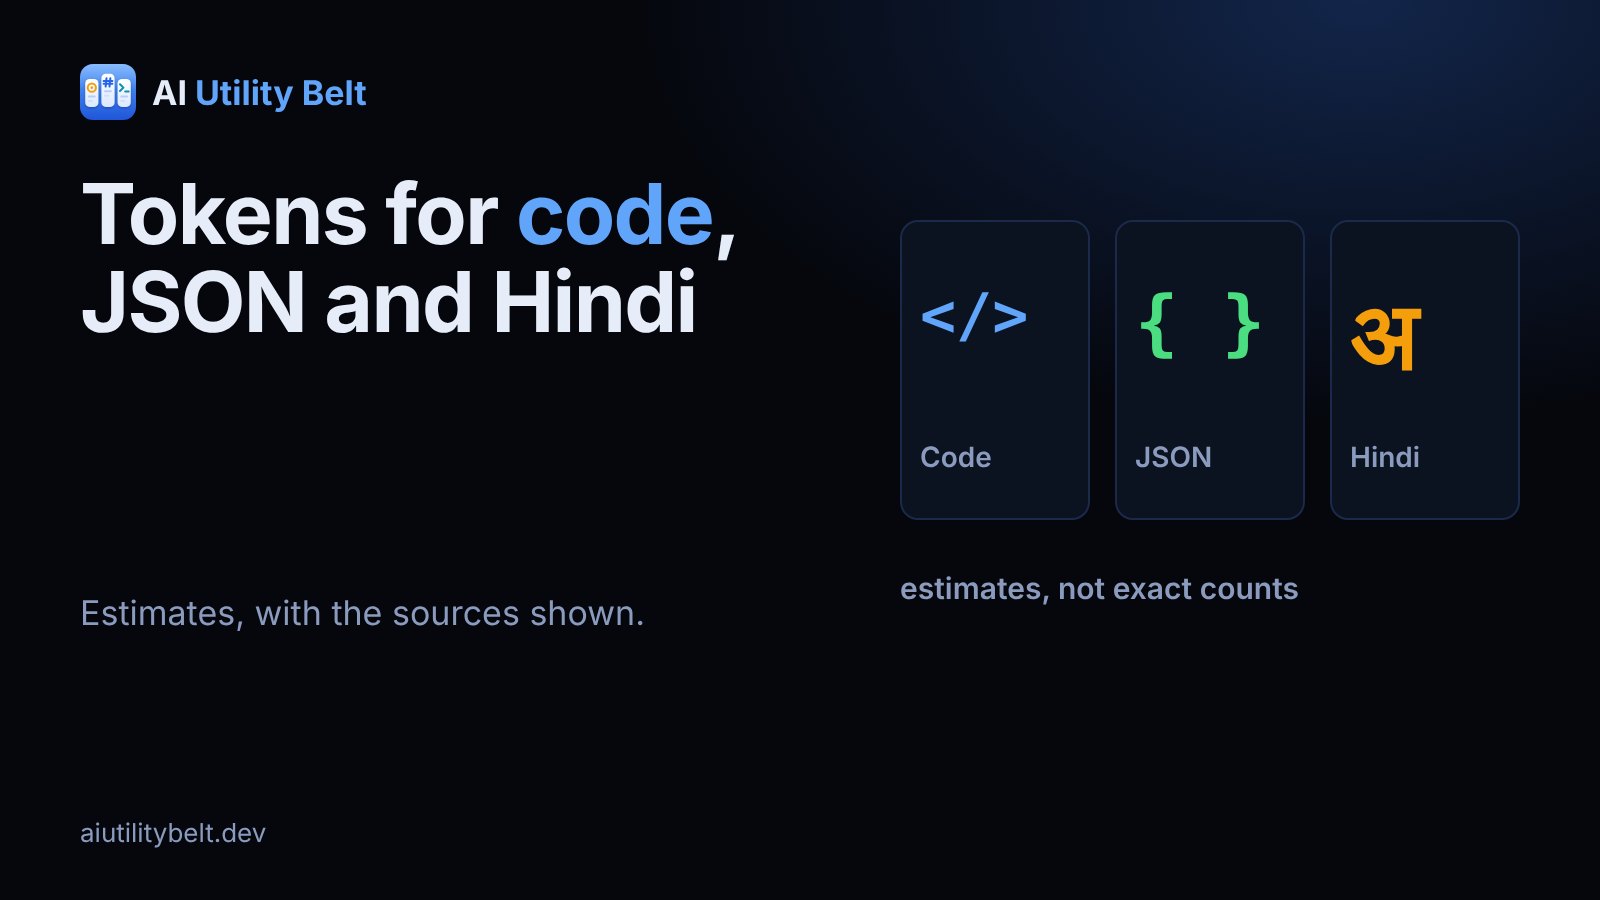 AI Utility Belt
Tokens for code,
JSON and Hindi
</>
{ }
अ
Code
JSON
Hindi
estimates, not exact counts
Estimates, with the sources shown.
aiutilitybelt.dev